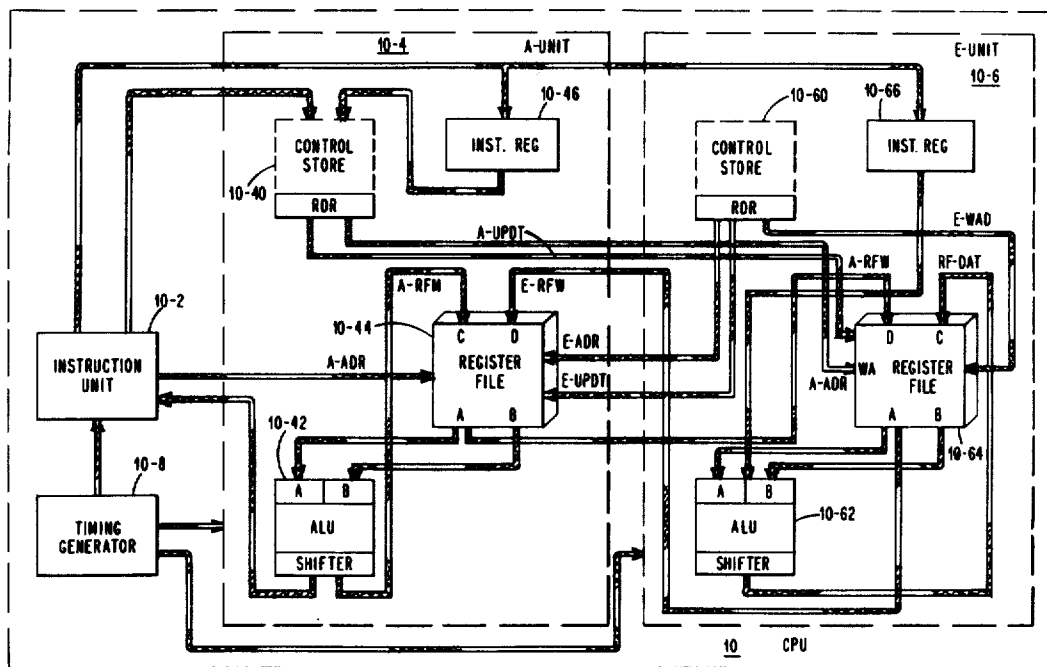 10-4
A-UNIT
E-UNIT
10-6
10-46
10-60
10-66
CONTROL
STORE
INST. REG
CONTROL
STORE
INST. REG
10-40
RDR
RDR
E-WAD
A-UPDT
A-RFM
E-RFW
A-RFW
RF-DAT
10-2
10-44
C D
E-ADR
D C
INSTRUCTION
UNIT
A-ADR
REGISTER
FILE
E-UPDT
WA
A-ADR
REGISTER
FILE
A B
A B
10-42
10-64
10-8
A B
A B
TIMING
GENERATOR
ALU
ALU
10-62
SHIFTER
SHIFTER
10 CPU